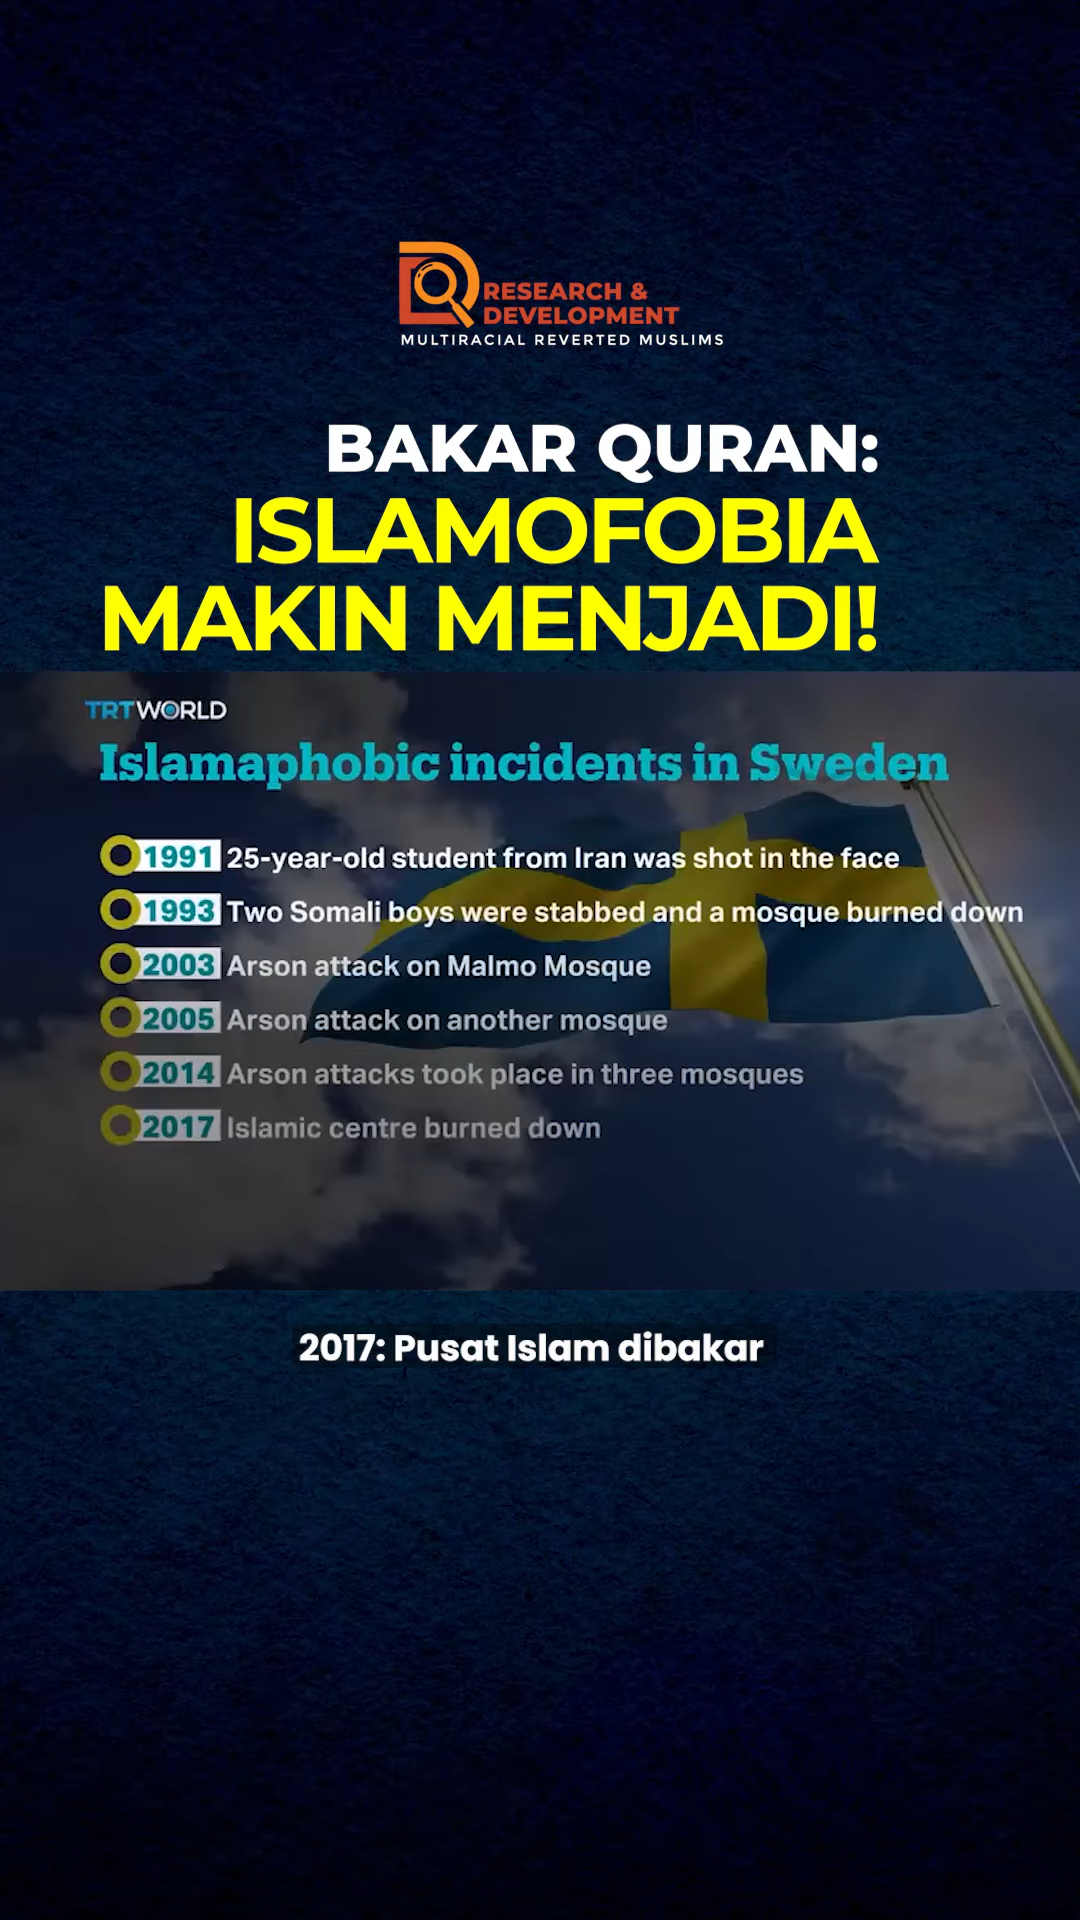 RESEARCH &
DEVELOPMENT
MULTIRACIAL REVERTED MUSLIMS
BAKAR QURAN:
ISLAMOFOBIA
MAKIN MENJADI!
TRTWORLD
Islamaphobic incidents in Sweden
1991 25-year-old student from Iran was shot in the face
1993 Two Somali boys were stabbed and a mosque burned down
2003 Arson attack on Malmo Mosque
2005 Arson attack on another mosque
2014 Arson attacks took place in three mosques
2017 Islamic centre burned down
2017: Pusat Islam dibakar